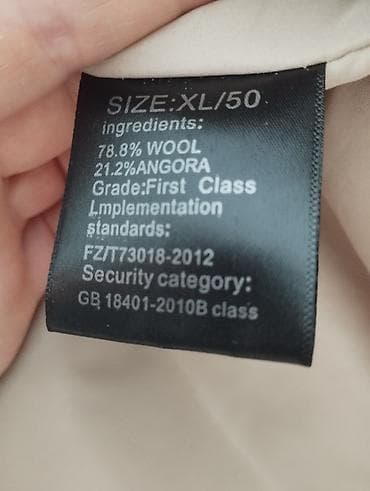 SIZE:XL/50
ingredients:
78.8% WOOL
21.2%ANGORA
Grade:First Class
Lmplementation
standards:
FZ/T73018-2012
Security category:
GB 18401-2010B class